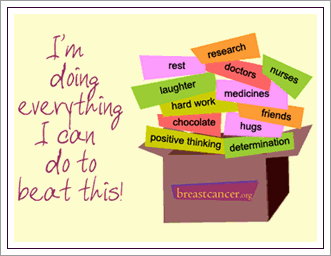 I'm
doing
everything
I can
do to
beat this!
research
rest
doctors
nurses
laughter
medicines
hard work
friends
chocolate
hugs
positive thinking
determination
breastcancer.org